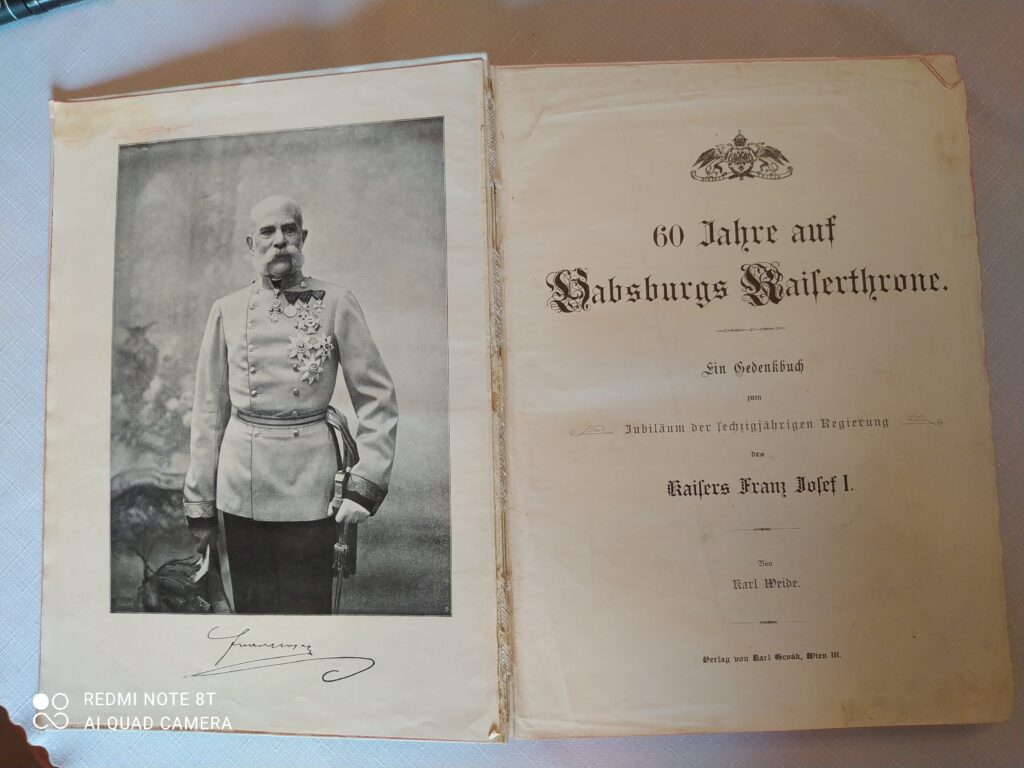 60 Jahre auf
Habsburgs Kaiserthrone.
Ein Gedenkbuch
zum
Jubiläum der sechzigjährigen Regierung
des
Kaisers Franz Josef I.
Von
Karl Weide.
Verlag von Karl Groák, Wien III.
REDMI NOTE 8T
AI QUAD CAMERA